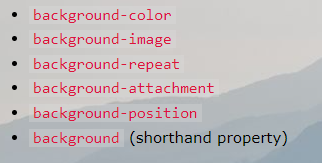 background-color
background-image
background-repeat
background-attachment
background-position
background (shorthand property)